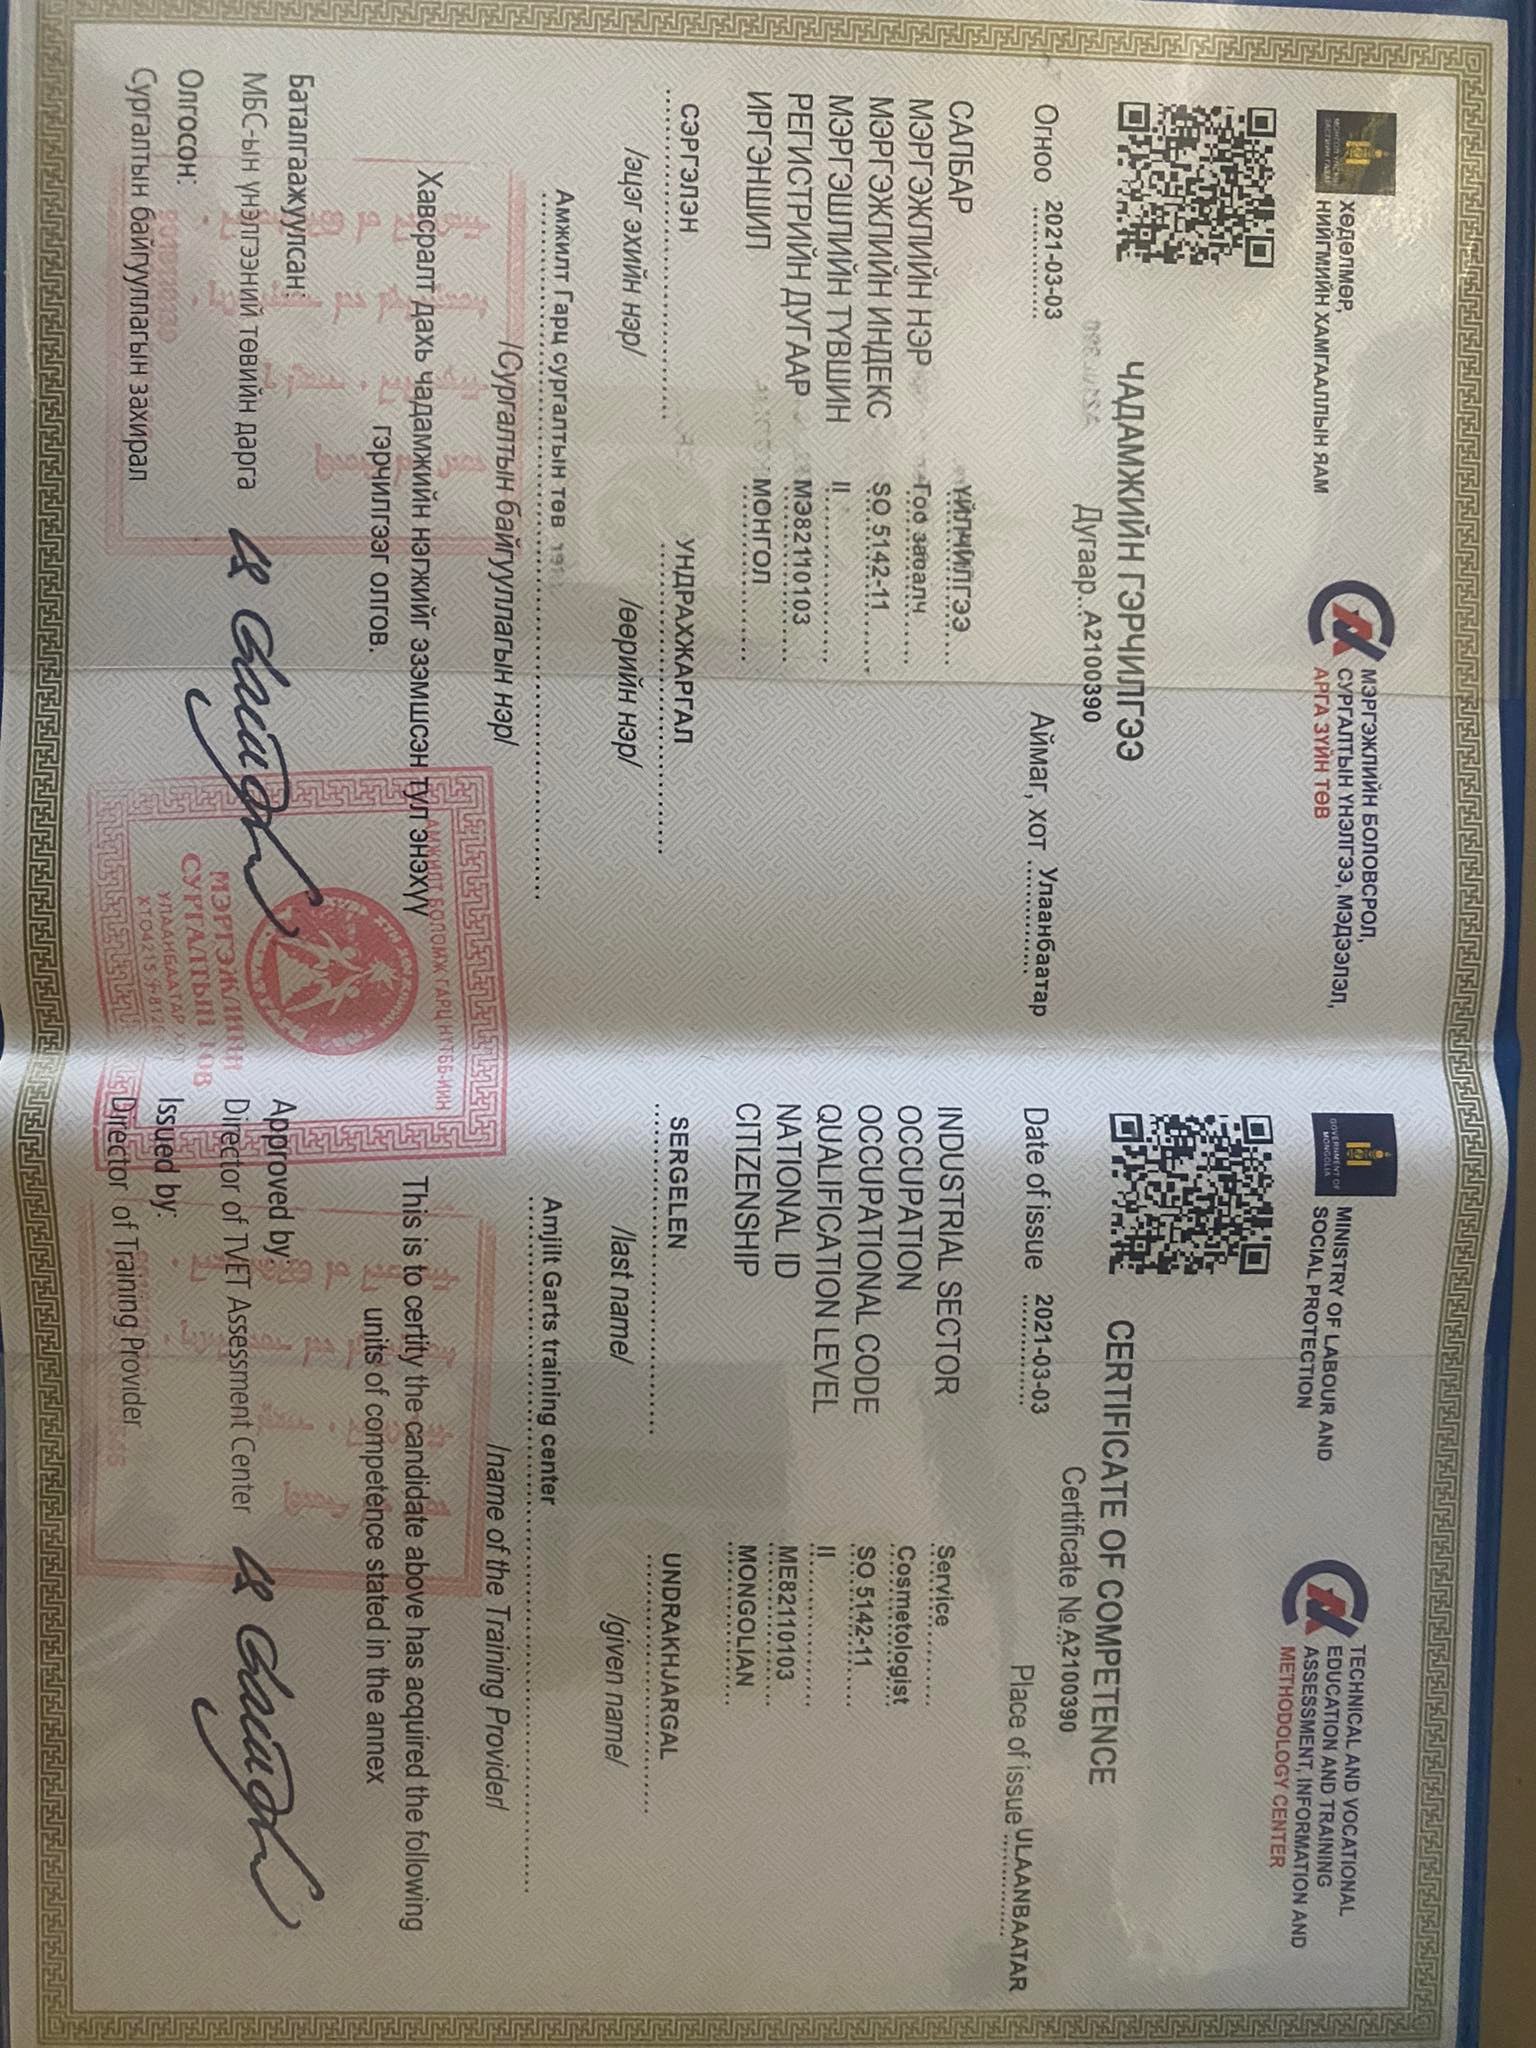 МОНГОЛ УЛСЫН
ЗАСГИЙН ГАЗАР
ХӨДӨЛМӨР,
НИЙГМИЙН ХАМГААЛЛЫН ЯАМ
МЭРГЭЖЛИЙН БОЛОВСРОЛ,
СУРГАЛТЫН ҮНЭЛГЭЭ, МЭДЭЭЛЭЛ,
АРГА ЗҮЙН ТӨВ
ЧАДАМЖИЙН ГЭРЧИЛГЭЭ
Дугаар...A2100390
Огноо 2021-03-03
Аймаг, хот Улаанбаатар
САЛБАР ҮЙЛЧИЛГЭЭ
МЭРГЭЖЛИЙН НЭР Гоо засалч
МЭРГЭЖЛИЙН ИНДЕКС SO 5142-11
МЭРГЭШЛИЙН ТҮВШИН II
РЕГИСТРИЙН ДУГААР МЭ82110103
ИРГЭНШИЛ МОНГОЛ
СЭРГЭЛЭН УНДРАХЖАРГАЛ
/эцэг эхийн нэр/ /өөрийн нэр/
Амжилт Гарц сургалтын төв
/Сургалтын байгууллагын нэр/
Хавсралт дахь чадамжийн нэгжийг эзэмшсэн тул энэхүү
гэрчилгээг олгов.
Баталгаажуулсан:
МБС-ын үнэлгээний төвийн дарга
Олгосон:
Сургалтын байгууллагын захирал
АМЖИЛТ БОЛОМЖ ГАРЦ НҮТББ-ИЙН
МЭРГЭЖЛИЙН
СУРГАЛТЫН ТӨВ
УЛААНБААТАР ХОТ
GOVERNMENT OF
MONGOLIA
MINISTRY OF LABOUR AND
SOCIAL PROTECTION
TECHNICAL AND VOCATIONAL
EDUCATION AND TRAINING
ASSESSMENT, INFORMATION AND
METHODOLOGY CENTER
CERTIFICATE OF COMPETENCE
Certificate №A2100390
Date of issue 2021-03-03
Place of issue ULAANBAATAR
INDUSTRIAL SECTOR Service
OCCUPATION Cosmetologist
OCCUPATIONAL CODE SO 5142-11
QUALIFICATION LEVEL II
NATIONAL ID ME82110103
CITIZENSHIP MONGOLIAN
SERGELEN UNDRAKHJARGAL
/last name/ /given name/
Amjilt Garts training center
/name of the Training Provider/
This is to certify the candidate above has acquired the following
units of competence stated in the annex
Approved by:
Director of TVET Assessment Center
Issued by:
Director of Training Provider